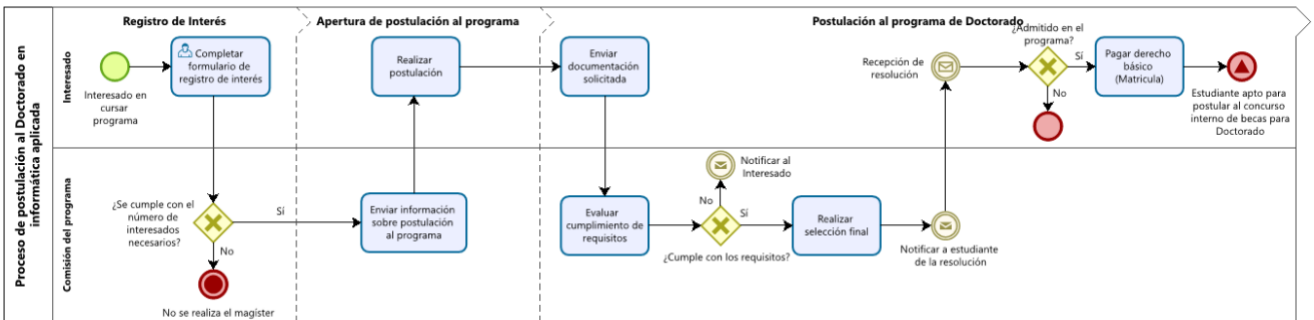 Proceso de postulación al Doctorado en
informática aplicada
Registro de Interés
Apertura de postulación al programa
Postulación al programa de Doctorado
Interesado
Interesado en
cursar
programa
Completar
formulario de
registro de interés
Realizar
postulación
Enviar
documentación
solicitada
Recepción de
resolución
¿Admitido en el
programa?
Sí
No
Pagar derecho
básico
(Matricula)
Estudiante apto para
postular al concurso
interno de becas para
Doctorado
Comisión del programa
¿Se cumple con el
número de
interesados
necesarios?
Sí
No
No se realiza el magíster
Enviar información
sobre postulación
al programa
Evaluar
cumplimiento de
requisitos
Notificar al
Interesado
No
Sí
¿Cumple con los requisitos?
Realizar
selección final
Notificar a estudiante
de la resolución